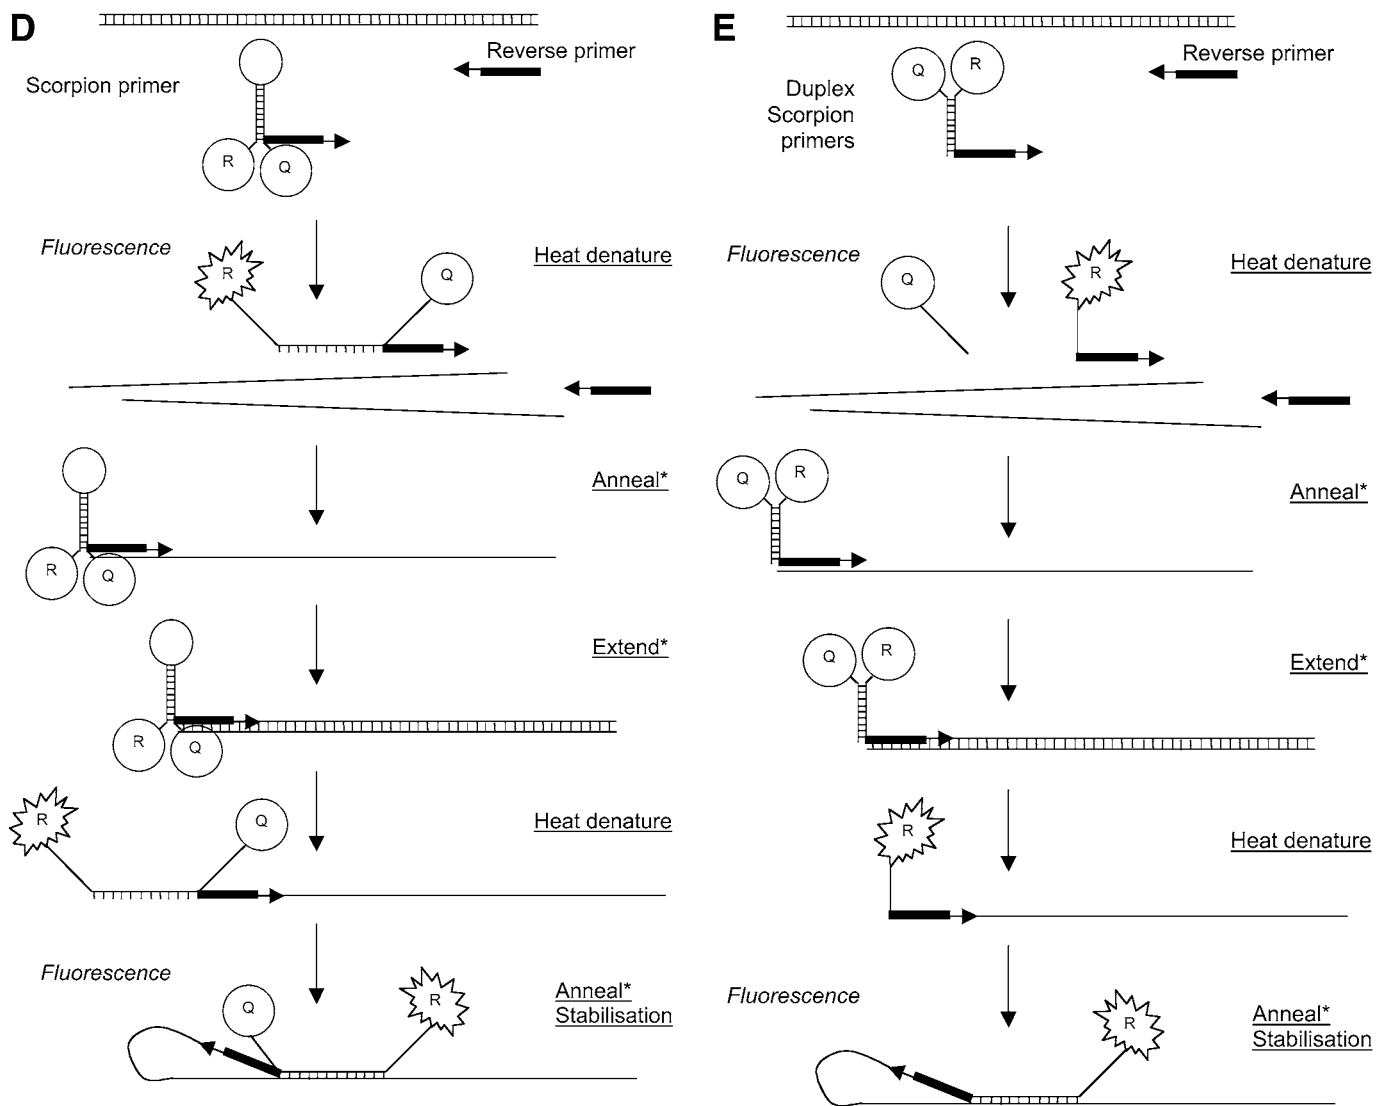 D
Reverse primer
Scorpion primer
R
Q
Fluorescence
R
Q
Heat denature
Anneal*
R
Q
Extend*
R
Q
R
Q
Heat denature
Fluorescence
Q
R
Anneal*
Stabilisation
E
Q
R
Reverse primer
Duplex
Scorpion
primers
Fluorescence
Q
R
Heat denature
Q
R
Anneal*
Q
R
Extend*
R
Heat denature
Fluorescence
R
Anneal*
Stabilisation